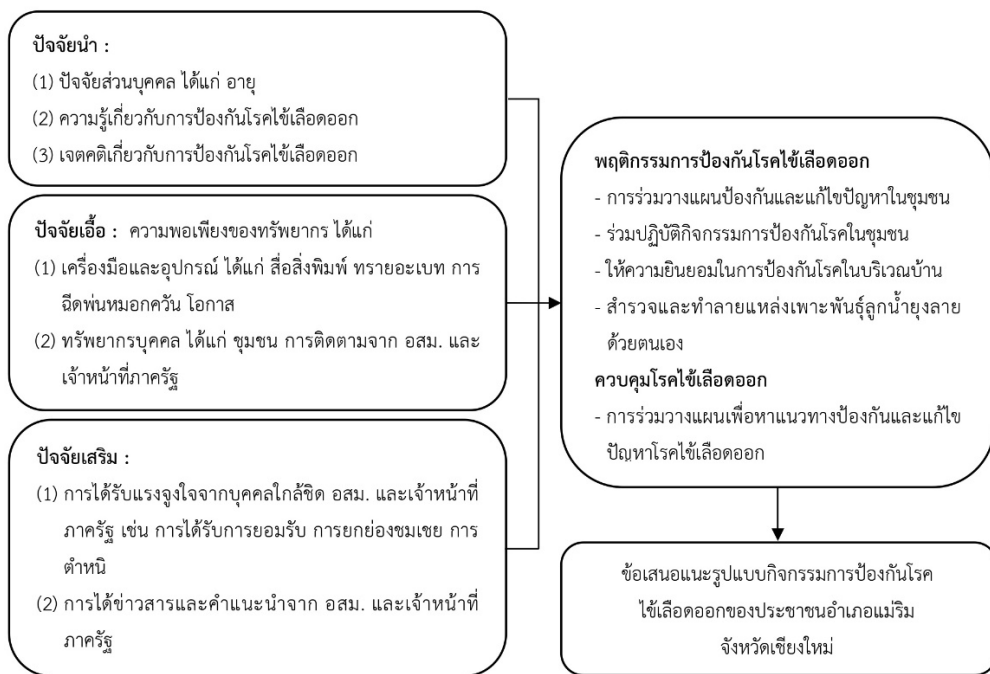 ปัจจัยนำ :
(1) ปัจจัยส่วนบุคคล ได้แก่ อายุ
(2) ความรู้เกี่ยวกับการป้องกันโรคไข้เลือดออก
(3) เจตคติเกี่ยวกับการป้องกันโรคไข้เลือดออก
ปัจจัยเอื้อ : ความพอเพียงของทรัพยากร ได้แก่
(1) เครื่องมือและอุปกรณ์ ได้แก่ สื่อสิ่งพิมพ์ ทรายอะเบท การ
ฉีดพ่นหมอกควัน โอกาส
(2) ทรัพยากรบุคคล ได้แก่ ชุมชน การติดตามจาก อสม. และ
เจ้าหน้าที่ภาครัฐ
ปัจจัยเสริม :
(1) การได้รับแรงจูงใจจากบุคคลใกล้ชิด อสม. และเจ้าหน้าที่
ภาครัฐ เช่น การได้รับการยอมรับ การยกย่องชมเชย การ
ตำหนิ
(2) การได้ข่าวสารและคำแนะนำจาก อสม. และเจ้าหน้าที่
ภาครัฐ
พฤติกรรมการป้องกันโรคไข้เลือดออก
- การร่วมวางแผนป้องกันและแก้ไขปัญหาในชุมชน
- ร่วมปฏิบัติกิจกรรมการป้องกันโรคในชุมชน
- ให้ความยินยอมในการป้องกันโรคในบริเวณบ้าน
- สำรวจและทำลายแหล่งเพาะพันธุ์ลูกน้ำยุงลาย
ด้วยตนเอง
ควบคุมโรคไข้เลือดออก
- การร่วมวางแผนเพื่อหาแนวทางป้องกันและแก้ไข
ปัญหาโรคไข้เลือดออก
ข้อเสนอแนะรูปแบบกิจกรรมการป้องกันโรค
ไข้เลือดออกของประชาชนอำเภอแม่ริม
จังหวัดเชียงใหม่